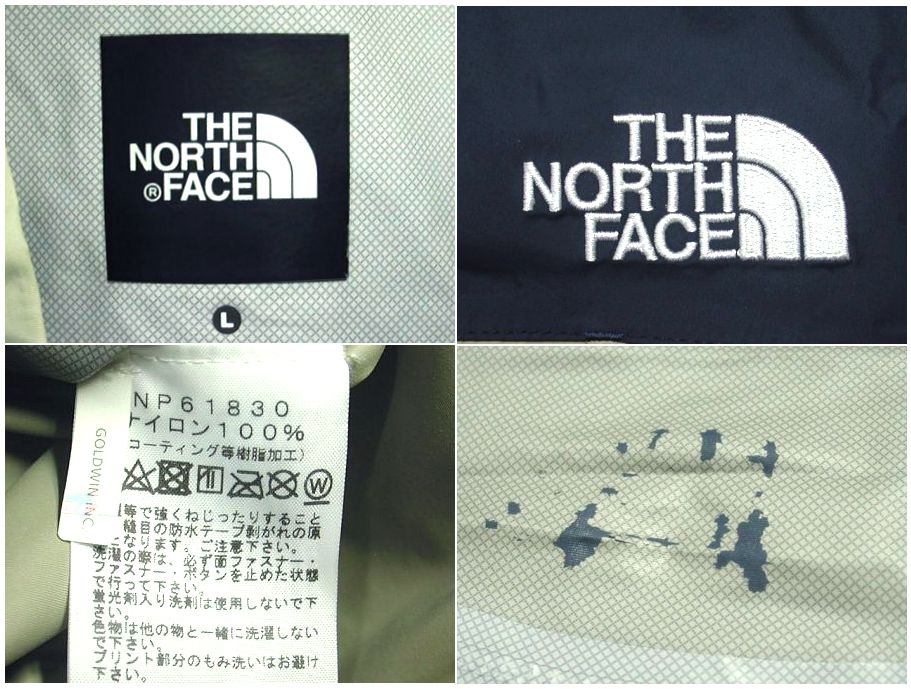 THE
NORTH
®FACE
L
THE
NORTH
FACE
GOLDWIN INC.
NP61830
ナイロン100%
コーティング等樹脂加工)
W
等で強くねじったりすること
縫目の防水テープ剥がれの原
となります。ご注意下さい。
洗濯の際は、必ず面ファスナー・
ファスナー・ボタンを止めた状態
で行って下さい。
蛍光剤入り洗剤は使用しないで下
さい。
色物は他の物と一緒に洗濯しない
で下さい。
プリント部分のもみ洗いはお避け
下さい。